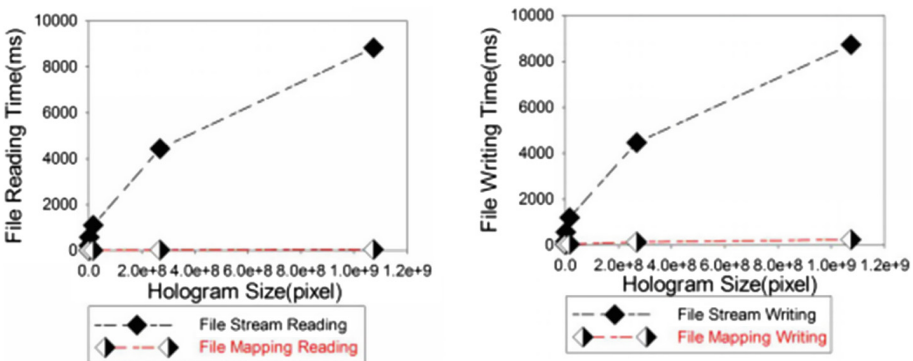 File Reading Time(ms)
10000
8000
6000
4000
2000
0
0.0 2.0e+8 4.0e+8 6.0e+8 8.0e+8 1.0e+9 1.2e+9
Hologram Size(pixel)
File Stream Reading
File Mapping Reading
File Writing Time(ms)
10000
8000
6000
4000
2000
0
0.0 2.0e+8 4.0e+8 6.0e+8 8.0e+8 1.0e+9 1.2e+9
Hologram Size(pixel)
File Stream Writing
File Mapping Writing